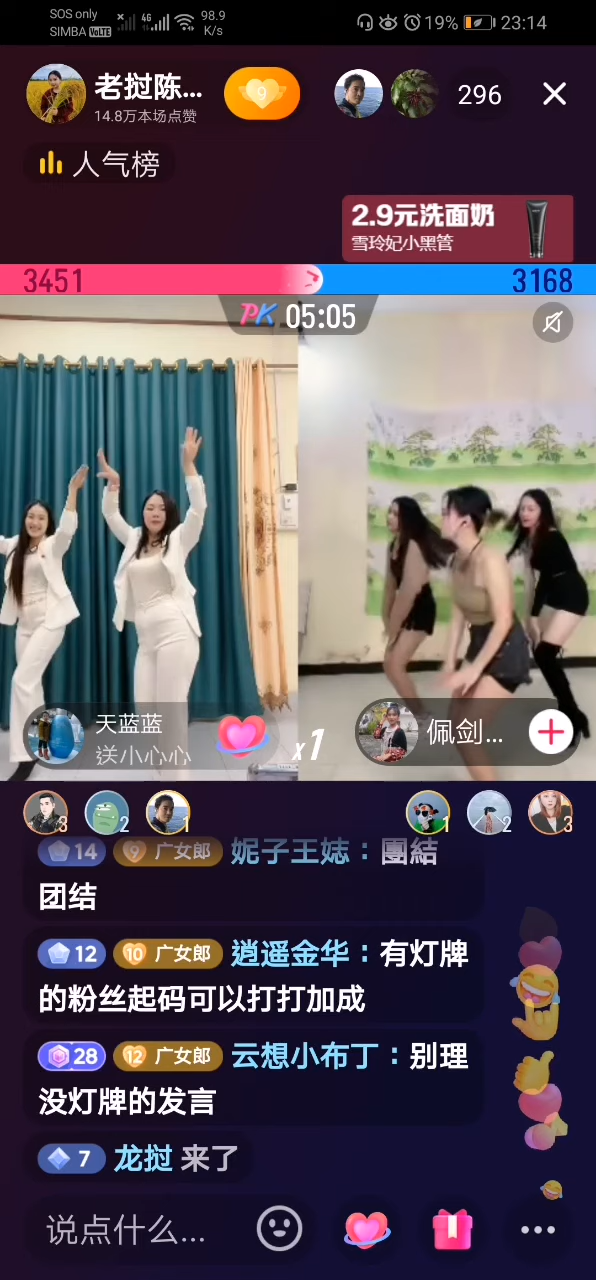 SOS only
SIMBA VoLTE
4G
98.9
K/s
19%
23:14
老挝陈...
14.8万本场点赞
9
296
人气榜
2.9元洗面奶
雪玲妃小黑管
3451
3168
PK 05:05
天蓝蓝
送小心心
x1
佩剑...
3
2
1
1
2
3
14 9 广女郎 妮子王娡：團結
团结
12 10 广女郎 逍遥金华：有灯牌
的粉丝起码可以打打加成
28 12 广女郎 云想小布丁：别理
没灯牌的发言
7 龙挝 来了
说点什么...